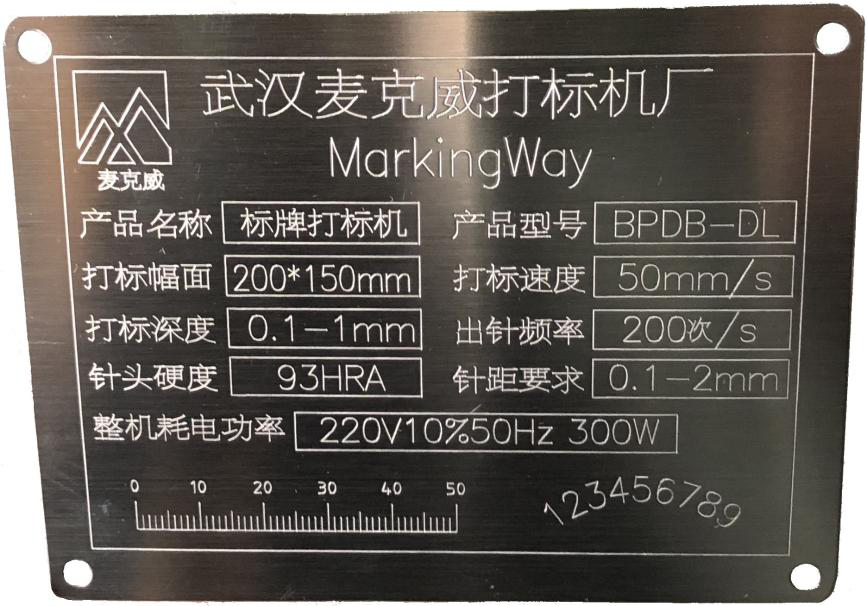 武汉麦克威打标机厂
MarkingWay
麦克威
产品名称 标牌打标机 产品型号 BPDB-DL
打标幅面 200*150mm 打标速度 50mm/s
打标深度 0.1-1mm 出针频率 200次/s
针头硬度 93HRA 针距要求 0.1-2mm
整机耗电功率 220V10%50Hz 300W
0 10 20 30 40 50
123456789